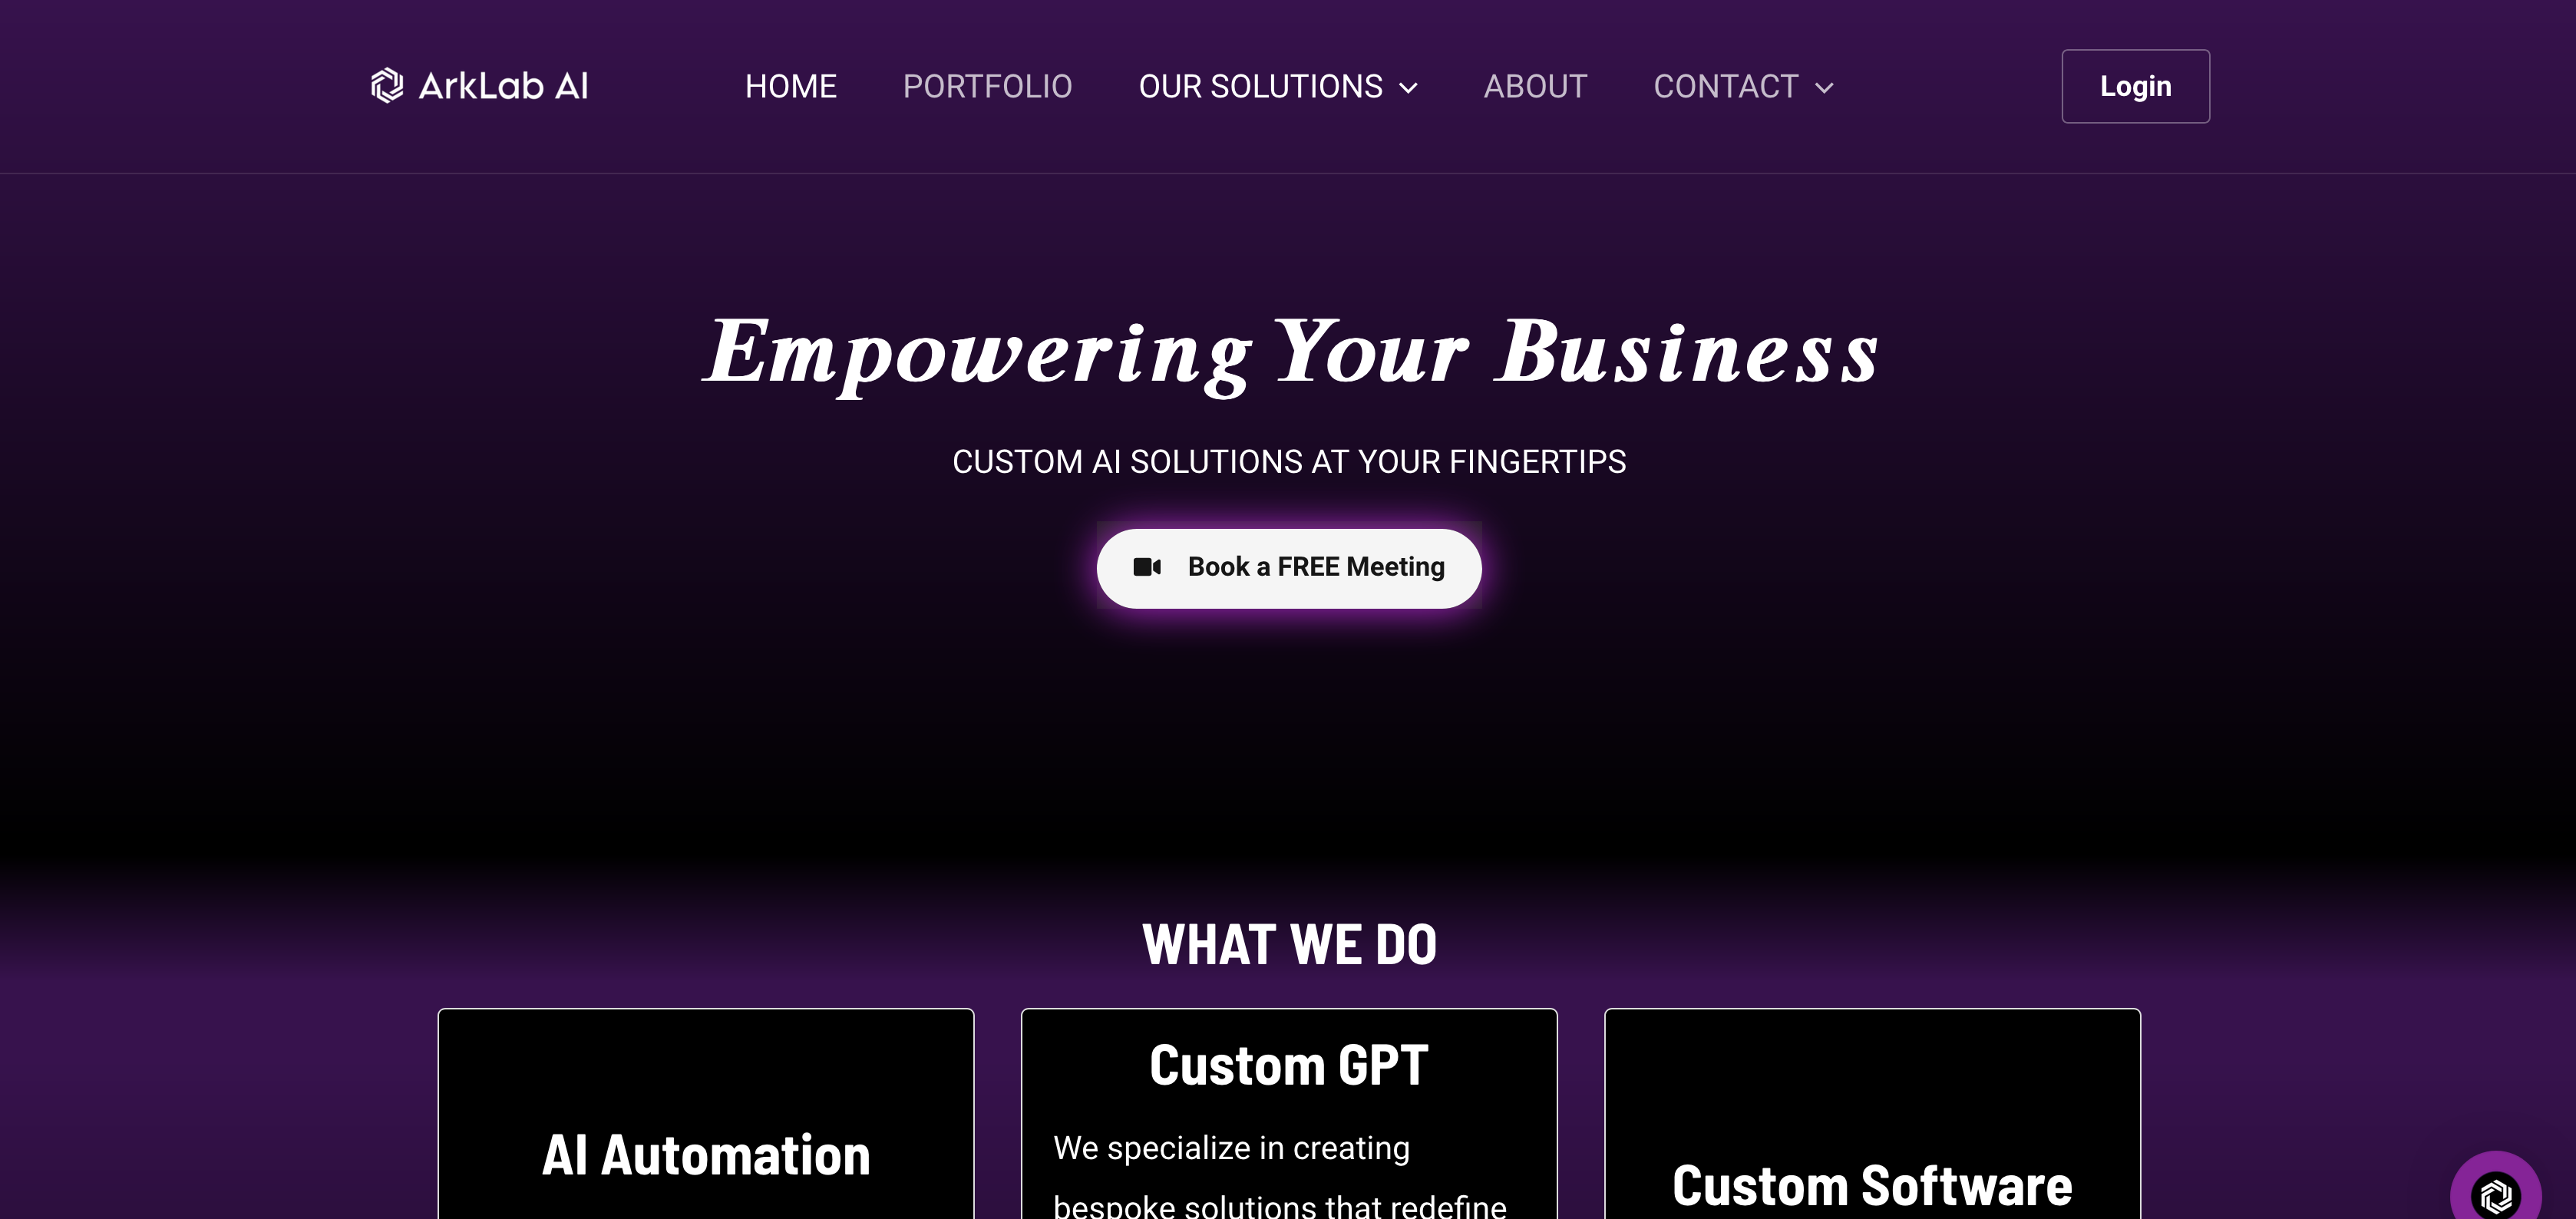 ArkLab AI
HOME
PORTFOLIO
OUR SOLUTIONS
ABOUT
CONTACT
Login
Empowering Your Business
CUSTOM AI SOLUTIONS AT YOUR FINGERTIPS
Book a FREE Meeting
WHAT WE DO
AI Automation
Custom GPT
We specialize in creating
bespoke solutions that redefine
Custom Software